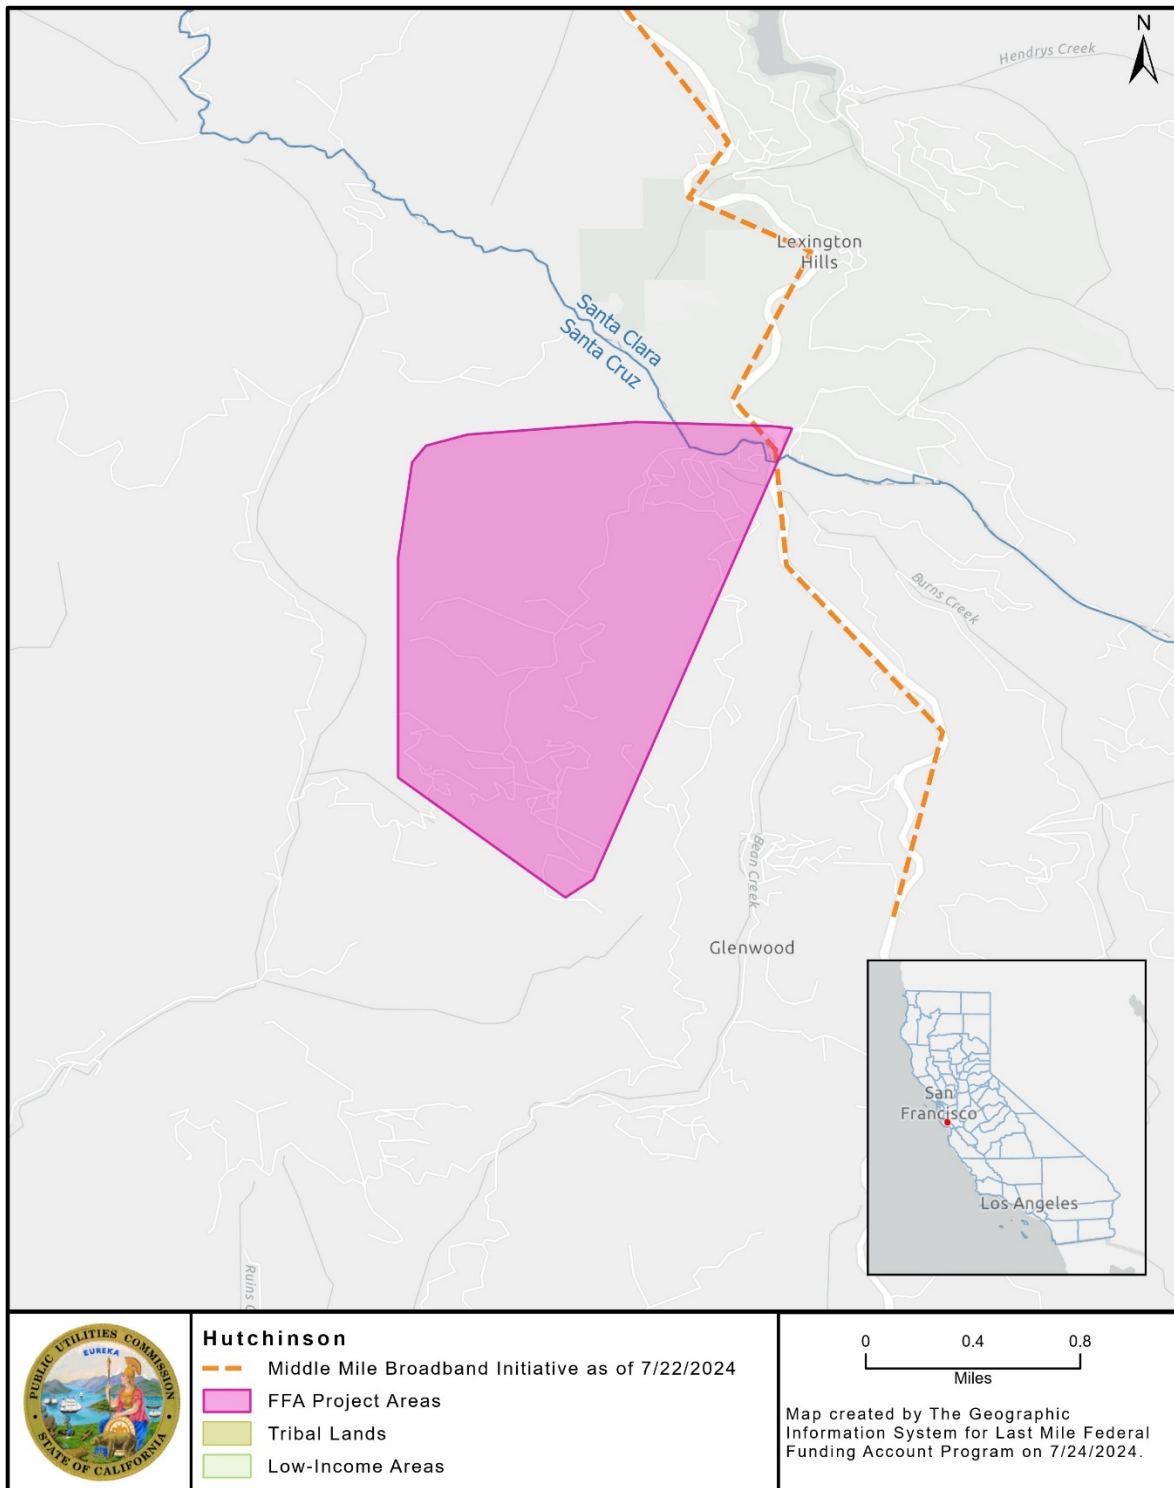 N
Hendrys Creek
Lexington
Hills
Santa Clara
Santa Cruz
Burns Creek
Bean Creek
Glenwood
San
Francisco
Los Angeles
Ruins
PUBLIC UTILITIES COMMISSION
EUREKA
STATE OF CALIFORNIA
Hutchinson
Middle Mile Broadband Initiative as of 7/22/2024
FFA Project Areas
Tribal Lands
Low-Income Areas
0 0.4 0.8
Miles
Map created by The Geographic
Information System for Last Mile Federal
Funding Account Program on 7/24/2024.